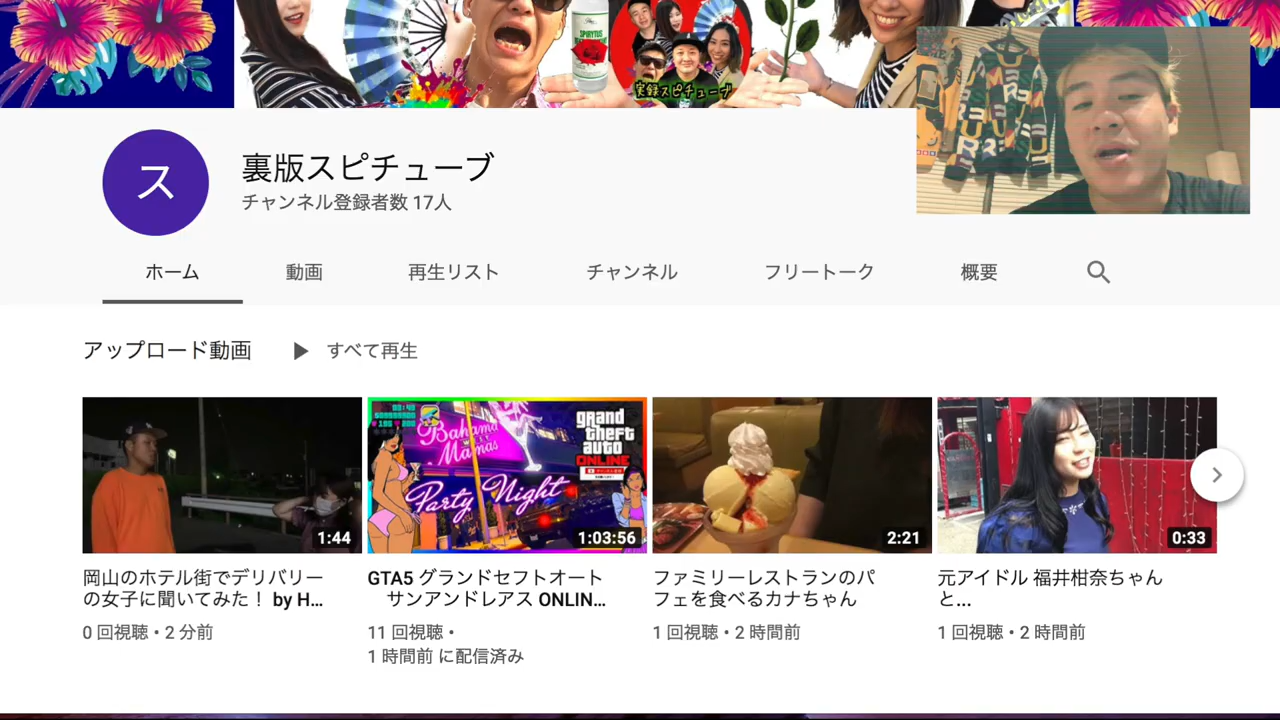 SPIRYTUS
実録スピチューブ
ス
裏版スピチューブ
チャンネル登録者数 17人
ホーム
動画
再生リスト
チャンネル
フリートーク
概要
アップロード動画
すべて再生
Bahama
Mamas
Party Night
grand
theft
auto
ONLINE
1:44
1:03:56
2:21
0:33
岡山のホテル街でデリバリー
の女子に聞いてみた！ by H...
0 回視聴・2 分前
GTA5 グランドセフトオート
サンアンドレアス ONLIN...
11 回視聴・
1 時間前 に配信済み
ファミリーレストランのパ
フェを食べるカナちゃん
1 回視聴・2 時間前
元アイドル 福井柑奈ちゃん
と...
1 回視聴・2 時間前